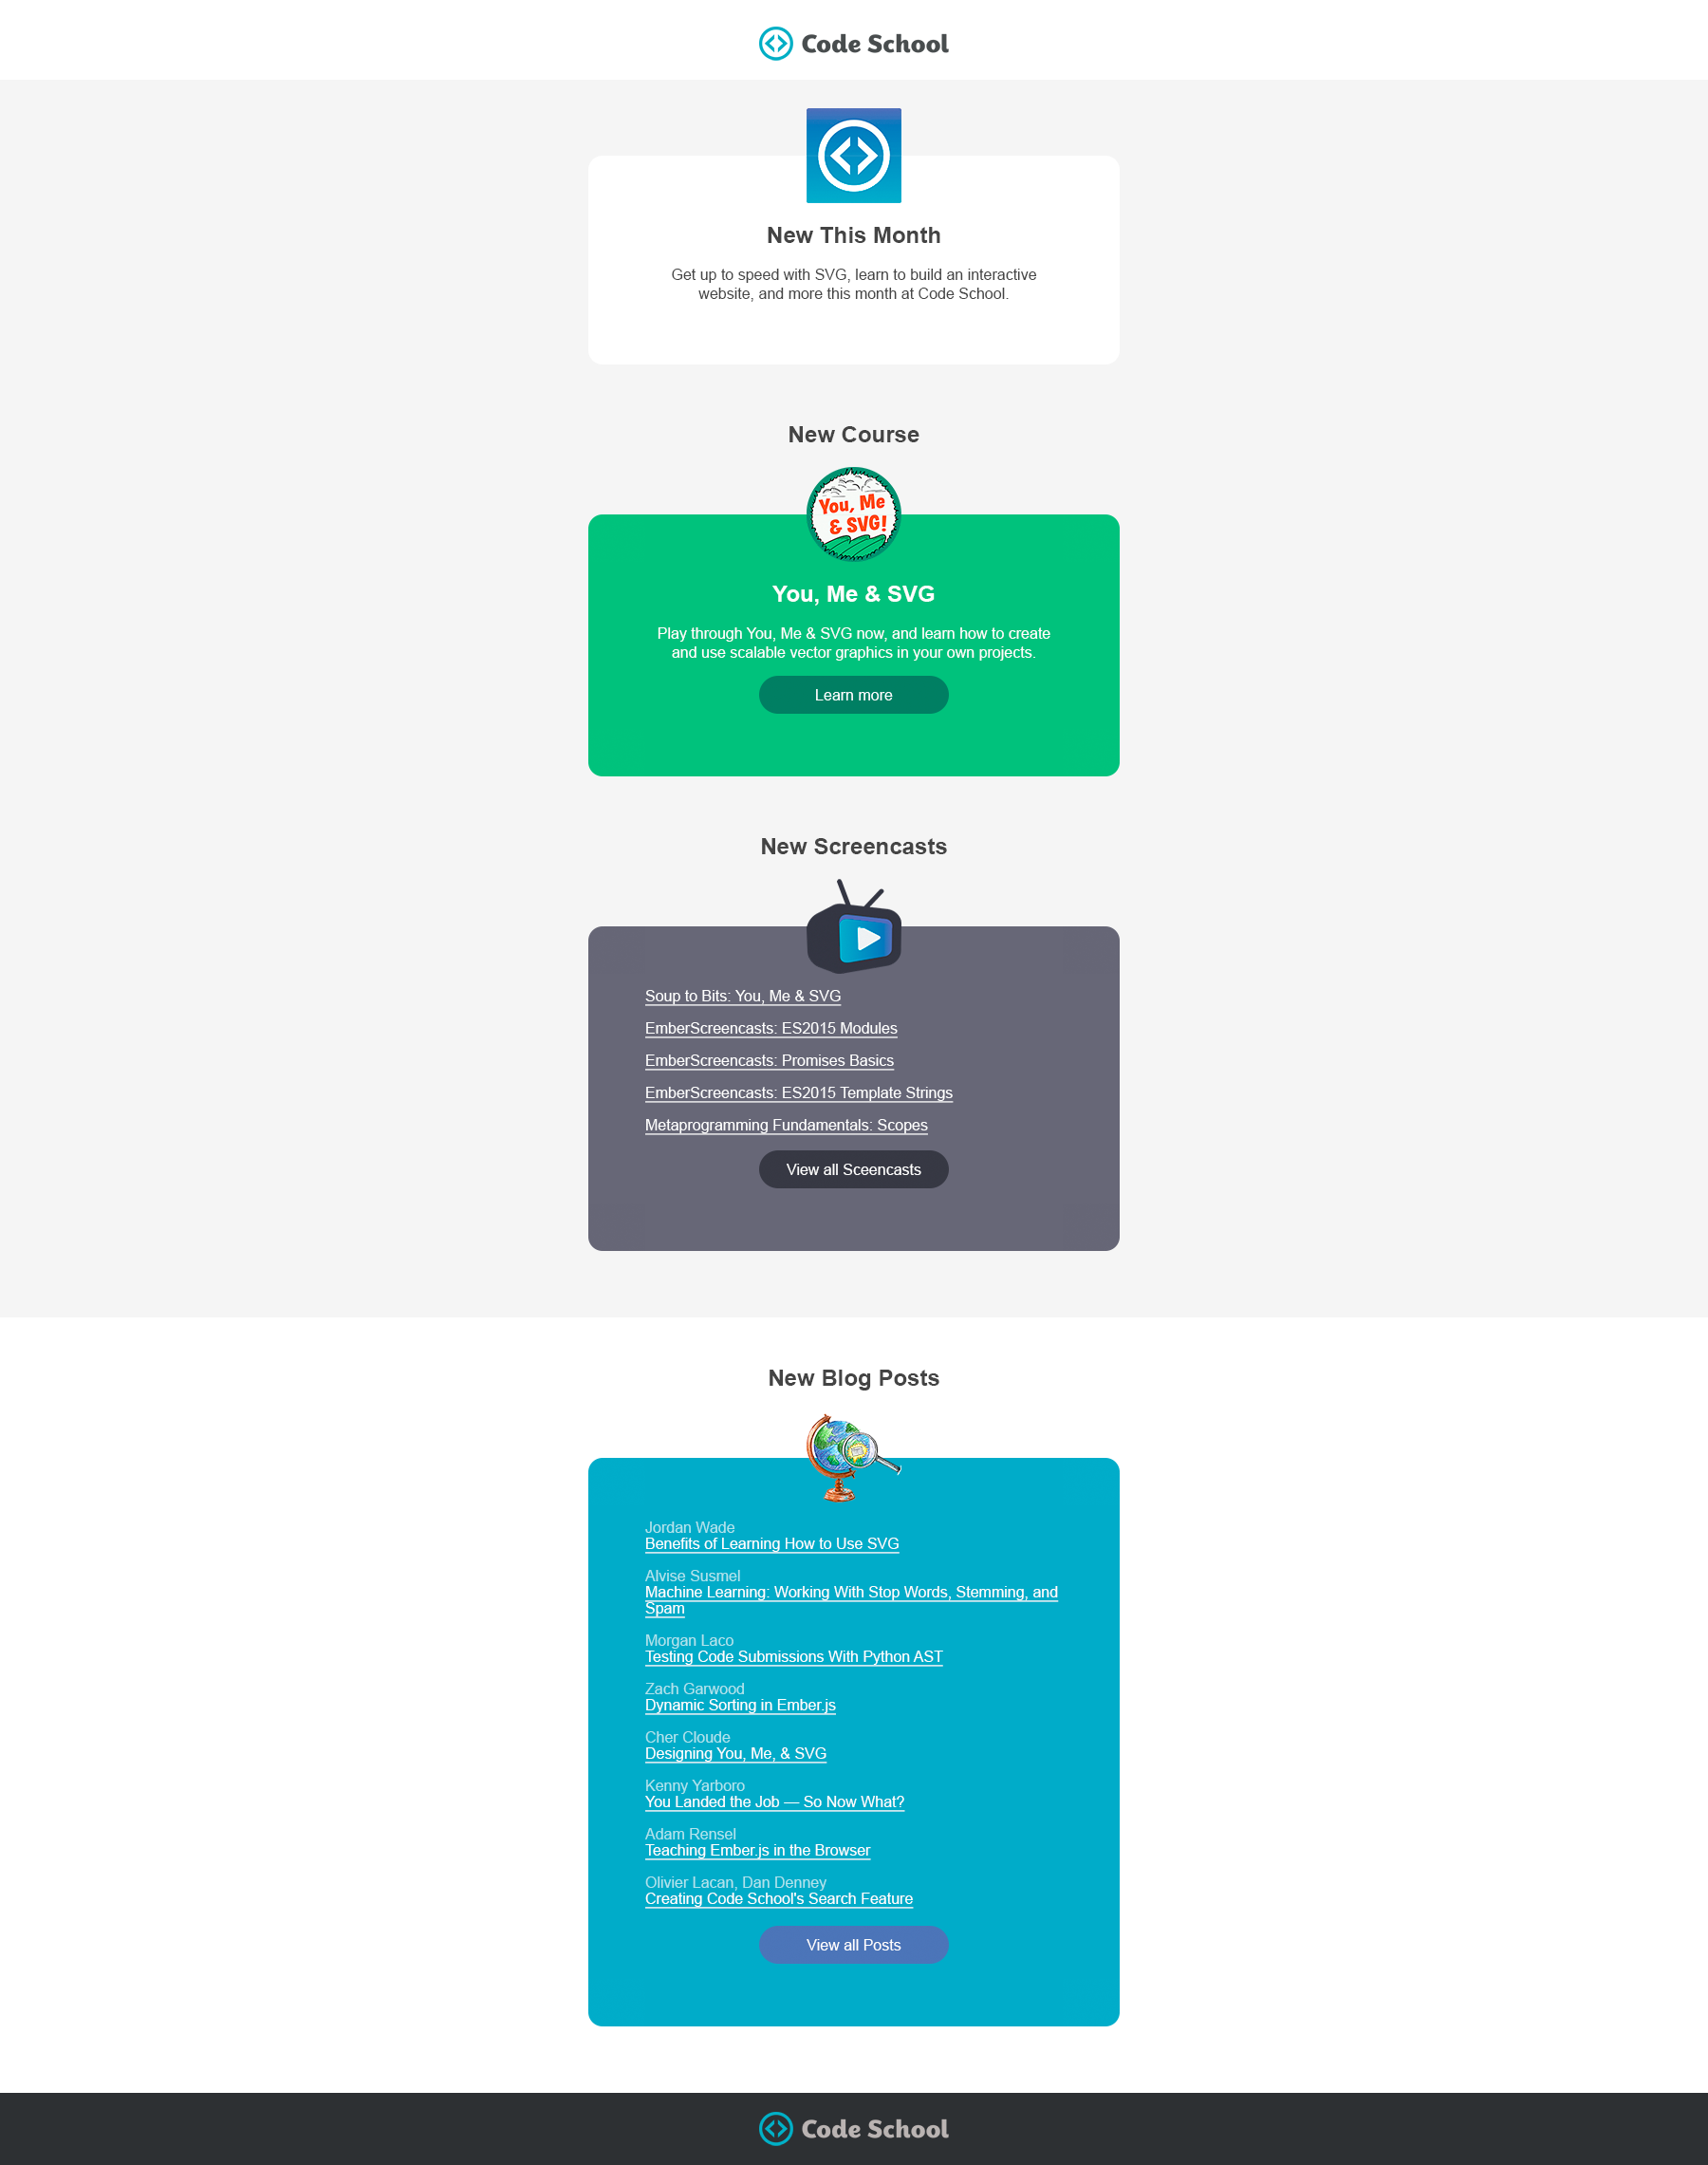 Code School
New This Month
Get up to speed with SVG, learn to build an interactive
website, and more this month at Code School.
New Course
You, Me
& SVG!
You, Me & SVG
Play through You, Me & SVG now, and learn how to create
and use scalable vector graphics in your own projects.
Learn more
New Screencasts
Soup to Bits: You, Me & SVG
EmberScreencasts: ES2015 Modules
EmberScreencasts: Promises Basics
EmberScreencasts: ES2015 Template Strings
Metaprogramming Fundamentals: Scopes
View all Sceencasts
New Blog Posts
Jordan Wade
Benefits of Learning How to Use SVG
Alvise Susmel
Machine Learning: Working With Stop Words, Stemming, and
Spam
Morgan Laco
Testing Code Submissions With Python AST
Zach Garwood
Dynamic Sorting in Ember.js
Cher Cloude
Designing You, Me, & SVG
Kenny Yarboro
You Landed the Job — So Now What?
Adam Rensel
Teaching Ember.js in the Browser
Olivier Lacan, Dan Denney
Creating Code School's Search Feature
View all Posts
Code School